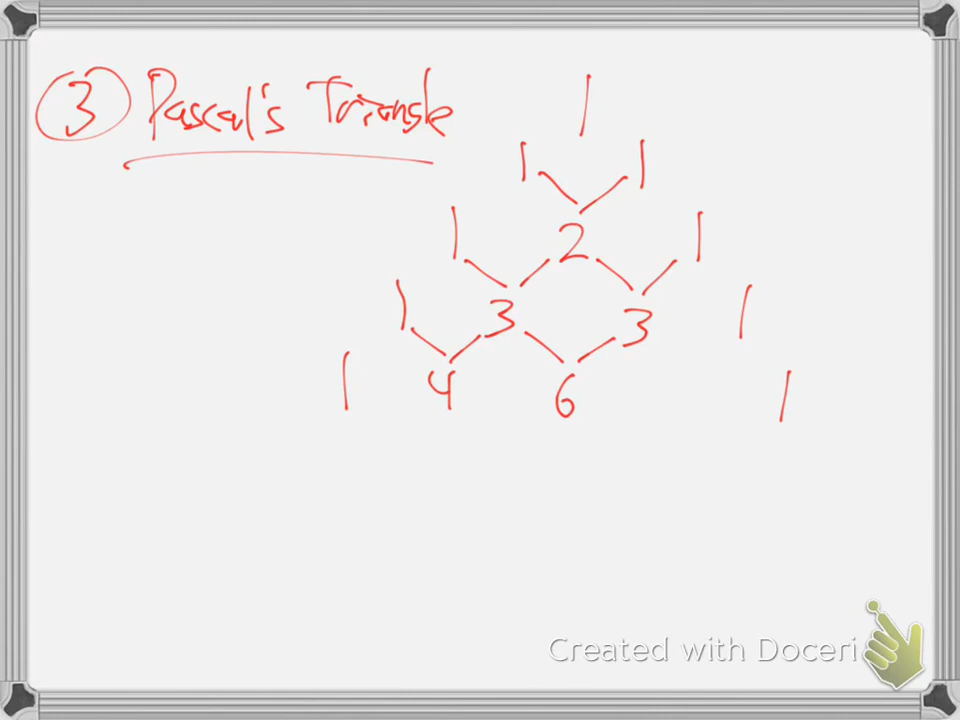 ③ Pascal's Triangle
1
1 1
1 2 1
1 3 3 1
1 4 6 1
Created with Doceri